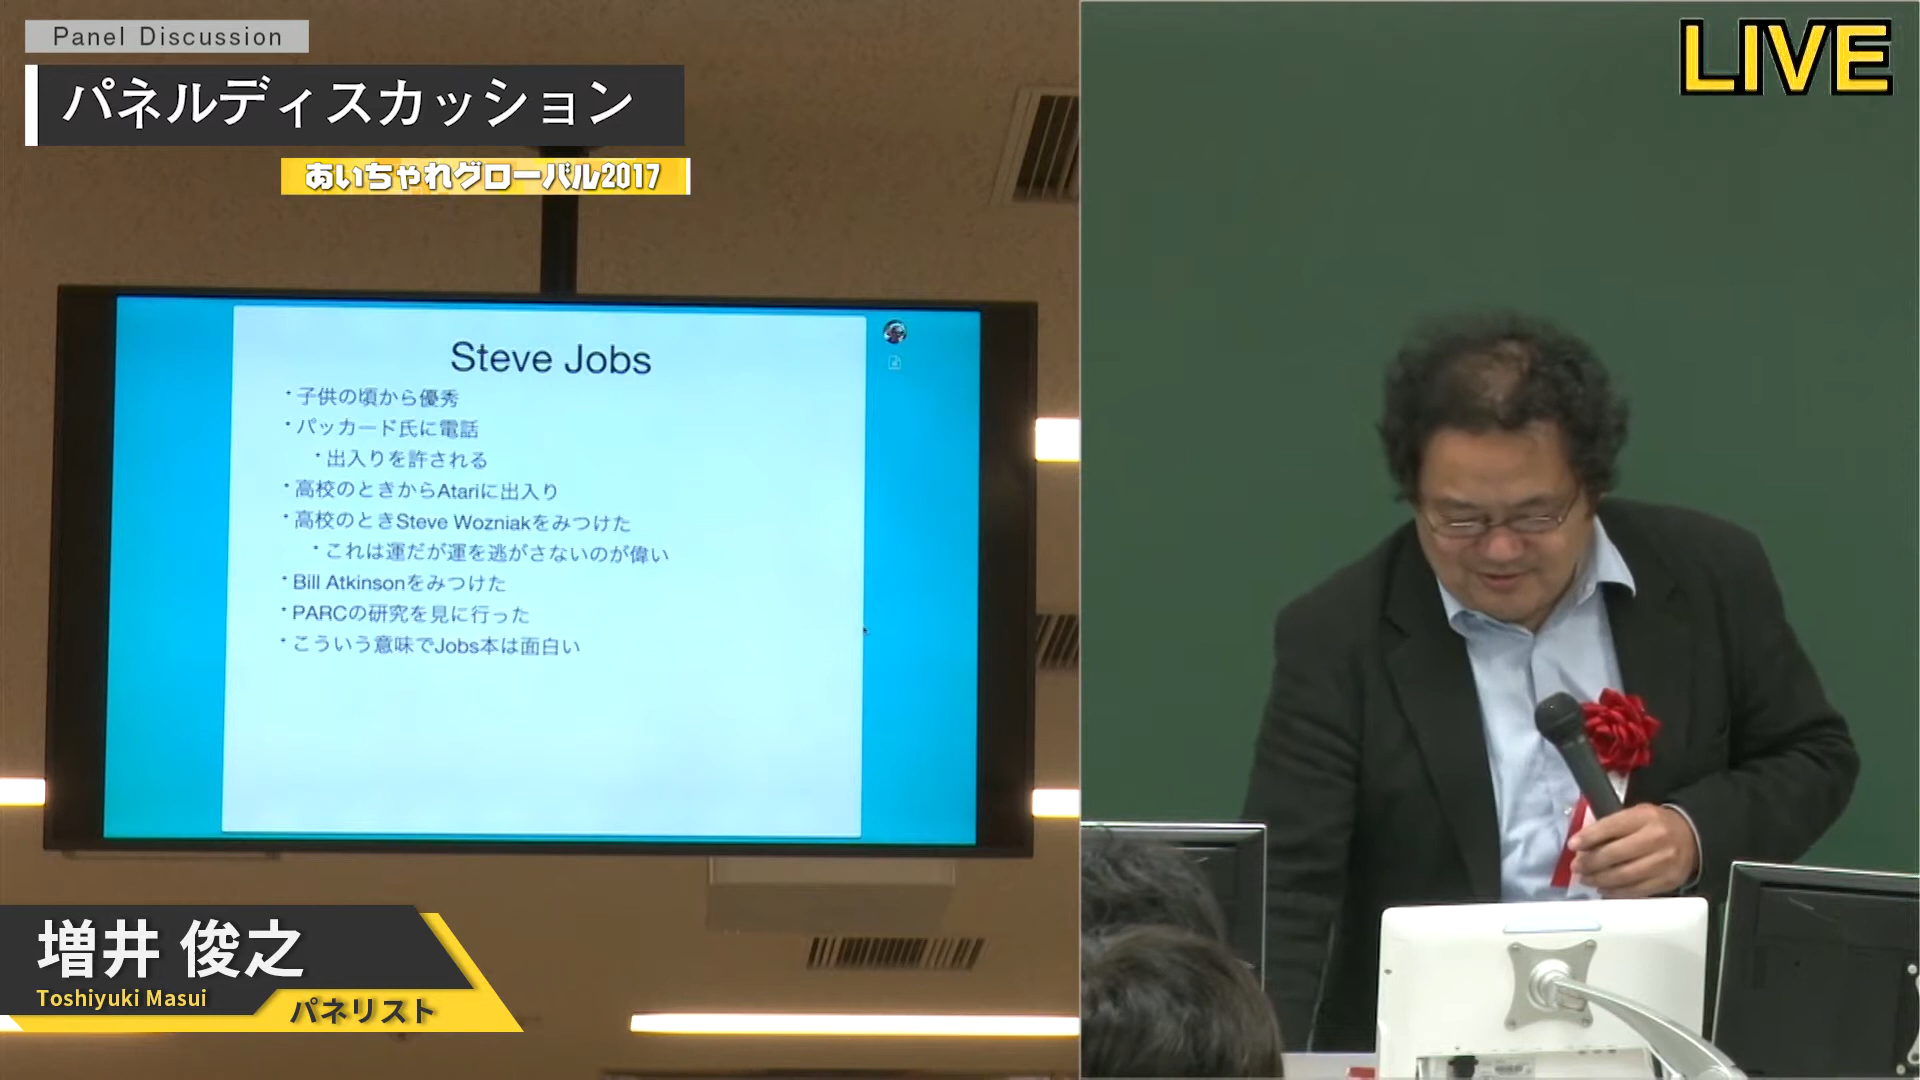 Panel Discussion
パネルディスカッション
あいちゃれグローバル2017
LIVE
Steve Jobs
・子供の頃から優秀
・パッカード氏に電話
・出入りを許される
・高校のときからAtariに出入り
・高校のときSteve Wozniakをみつけた
・これは運だが運を逃がさないのが偉い
・Bill Atkinsonをみつけた
・PARCの研究を見に行った
・こういう意味でJobs本は面白い
増井 俊之
Toshiyuki Masui
パネリスト